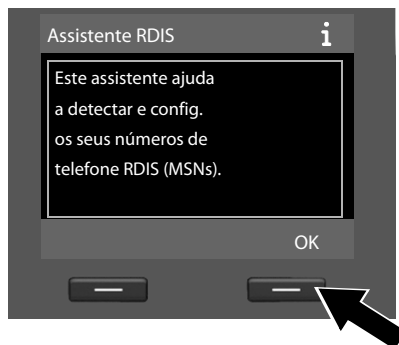 Assistente RDIS i
Este assistente ajuda
a detectar e config.
os seus números de
telefone RDIS (MSNs).
OK